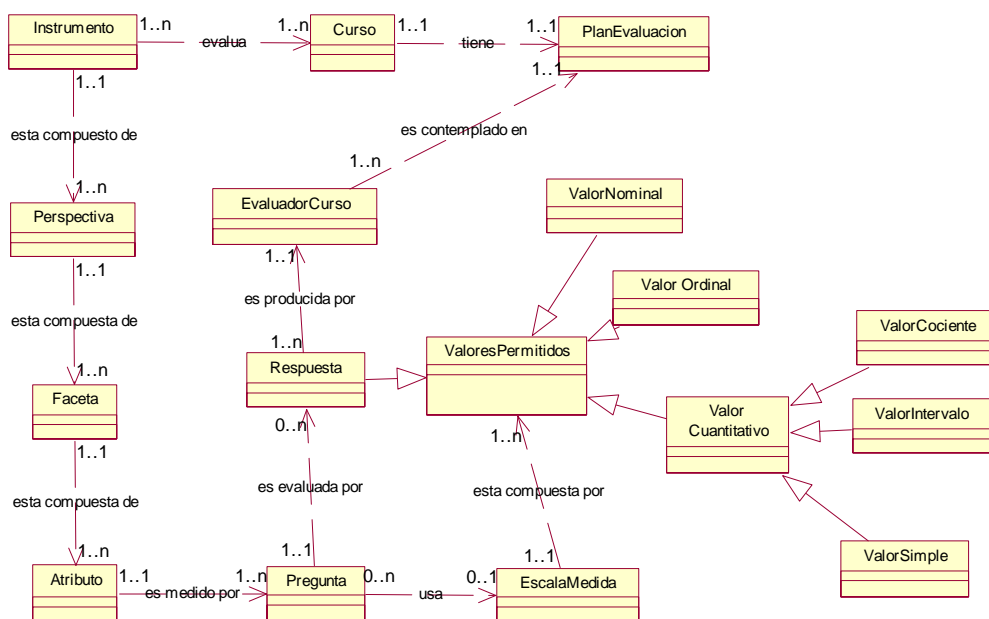 Instrumento
1..n
evalua
1..n
Curso
1..1
tiene
1..1
PlanEvaluacion
1..1
1..1
esta compuesto de
es contemplado en
1..n
1..n
Perspectiva
EvaluadorCurso
ValorNominal
1..1
1..1
Valor Ordinal
esta compuesta de
es producida por
ValorCociente
1..n
1..n
Faceta
Respuesta
ValoresPermitidos
Valor
Cuantitativo
ValorIntervalo
1..1
0..n
1..n
esta compuesta de
es evaluada por
esta compuesta por
1..n
1..1
1..1
ValorSimple
Atributo
1..1
es medido por
1..n
Pregunta
0..n
usa
0..1
EscalaMedida